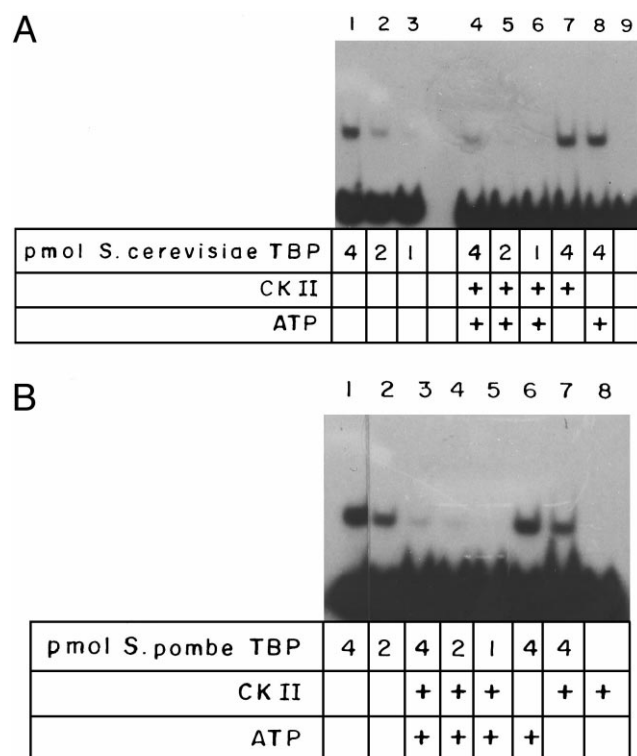 A
1 2 3 4 5 6 7 8 9
pmol S. cerevisiae TBP 4 2 1 4 2 1 4 4
CK II + + + +
ATP + + + +
B
1 2 3 4 5 6 7 8
pmol S. pombe TBP 4 2 4 2 1 4 4
CK II + + + + +
ATP + + + +